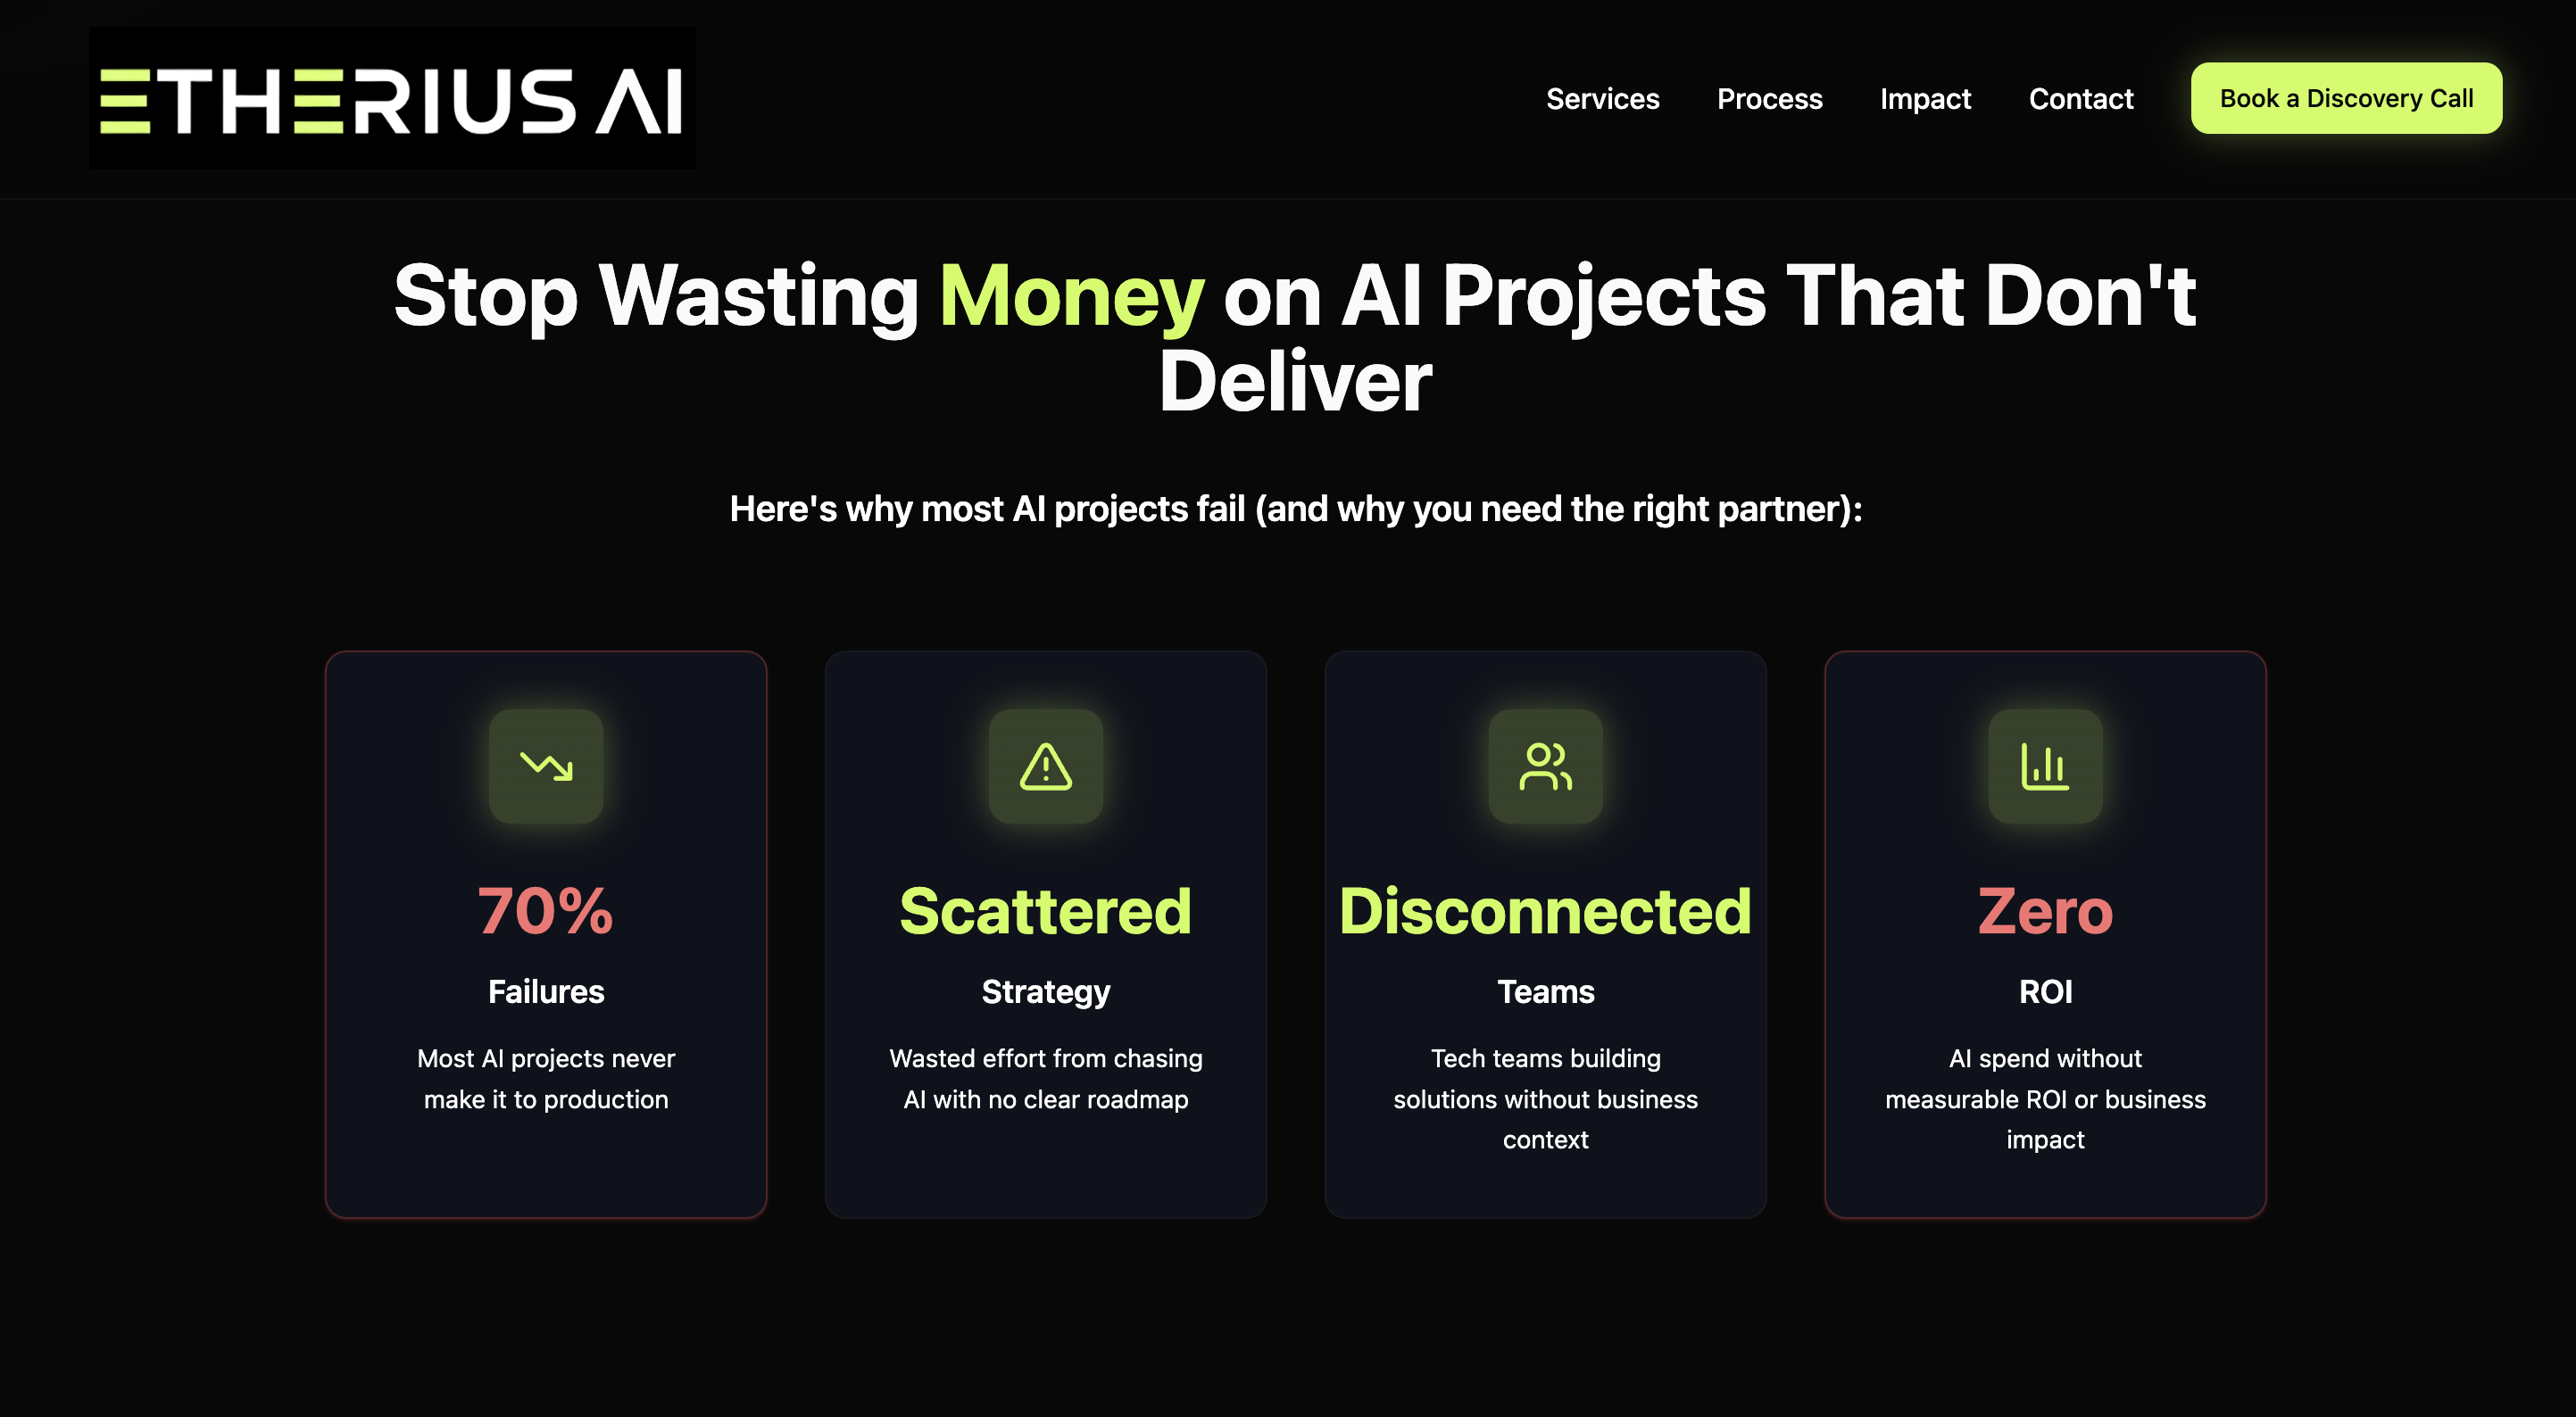 ETHERIUS AI
Services
Process
Impact
Contact
Book a Discovery Call
Stop Wasting Money on AI Projects That Don't
Deliver
Here's why most AI projects fail (and why you need the right partner):
70%
Failures
Most AI projects never
make it to production
Scattered
Strategy
Wasted effort from chasing
AI with no clear roadmap
Disconnected
Teams
Tech teams building
solutions without business
context
Zero
ROI
AI spend without
measurable ROI or business
impact